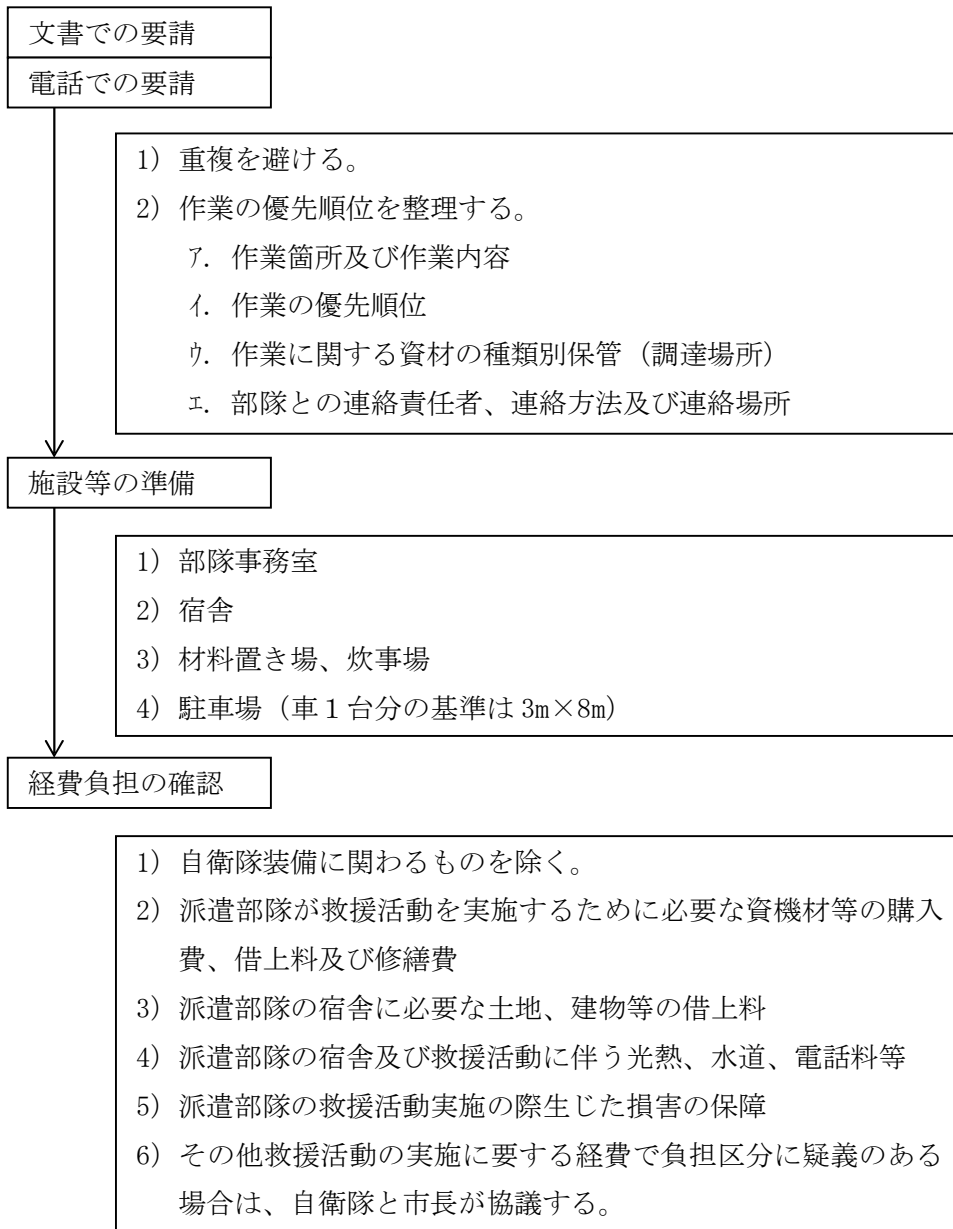 文書での要請
電話での要請
1) 重複を避ける。
2) 作業の優先順位を整理する。
ｱ. 作業箇所及び作業内容
ｲ. 作業の優先順位
ｳ. 作業に関する資材の種類別保管（調達場所）
ｴ. 部隊との連絡責任者、連絡方法及び連絡場所
施設等の準備
1) 部隊事務室
2) 宿舎
3) 材料置き場、炊事場
4) 駐車場（車１台分の基準は 3m×8m）
経費負担の確認
1) 自衛隊装備に関わるものを除く。
2) 派遣部隊が救援活動を実施するために必要な資機材等の購入
費、借上料及び修繕費
3) 派遣部隊の宿舎に必要な土地、建物等の借上料
4) 派遣部隊の宿舎及び救援活動に伴う光熱、水道、電話料等
5) 派遣部隊の救援活動実施の際生じた損害の保障
6) その他救援活動の実施に要する経費で負担区分に疑義のある
場合は、自衛隊と市長が協議する。